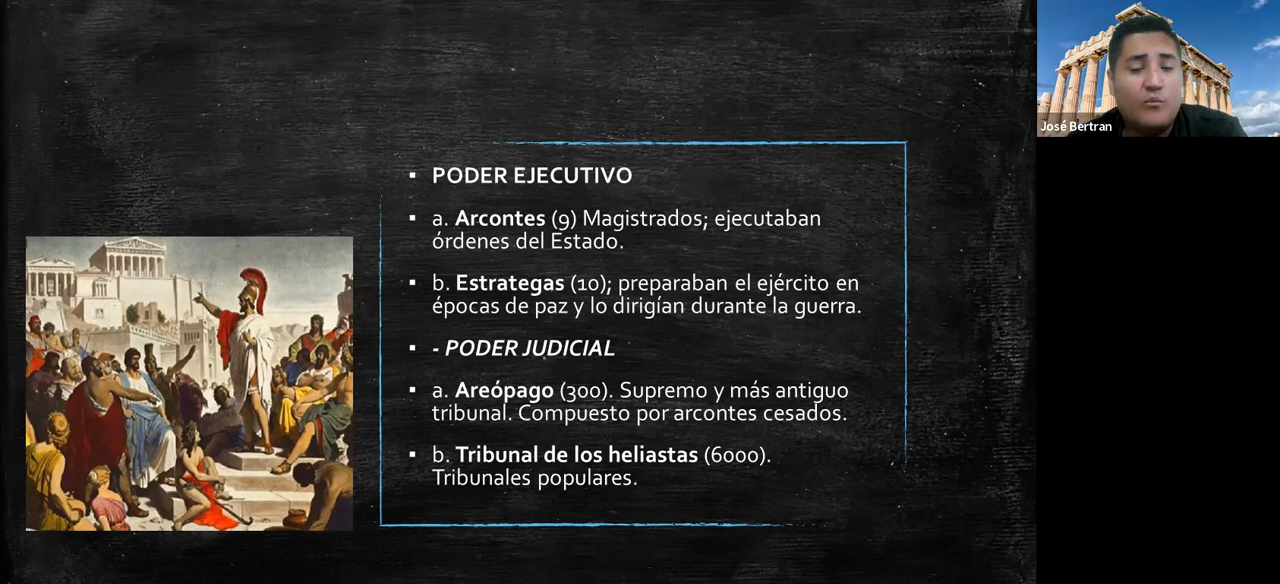 PODER EJECUTIVO
a. Arcontes (9) Magistrados; ejecutaban
órdenes del Estado.
b. Estrategas (10); preparaban el ejército en
épocas de paz y lo dirigían durante la guerra.
- PODER JUDICIAL
a. Areópago (300). Supremo y más antiguo
tribunal. Compuesto por arcontes cesados.
b. Tribunal de los heliastas (6000).
Tribunales populares.
José Bertran